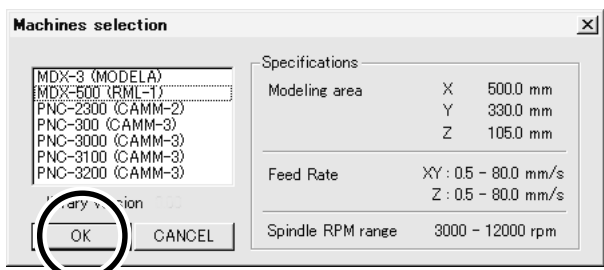 Machines selection
MDX-3 (MODELA)
MDX-500 (RML-1)
PNC-2300 (CAMM-2)
PNC-300 (CAMM-3)
PNC-3000 (CAMM-3)
PNC-3100 (CAMM-3)
PNC-3200 (CAMM-3)
OK
CANCEL
Specifications
Modeling area X 500.0 mm
Y 330.0 mm
Z 105.0 mm
Feed Rate XY : 0.5 - 80.0 mm/s
Z : 0.5 - 80.0 mm/s
Spindle RPM range 3000 - 12000 rpm